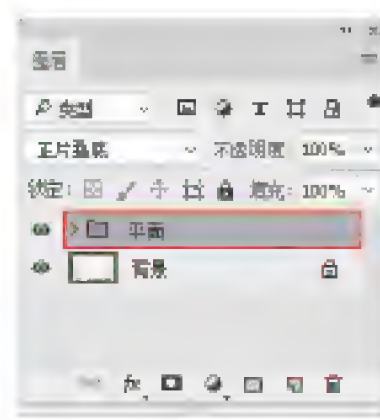 图层
类型
正片叠底 不透明度: 100%
锁定: 填充: 100%
平面
背景
fx